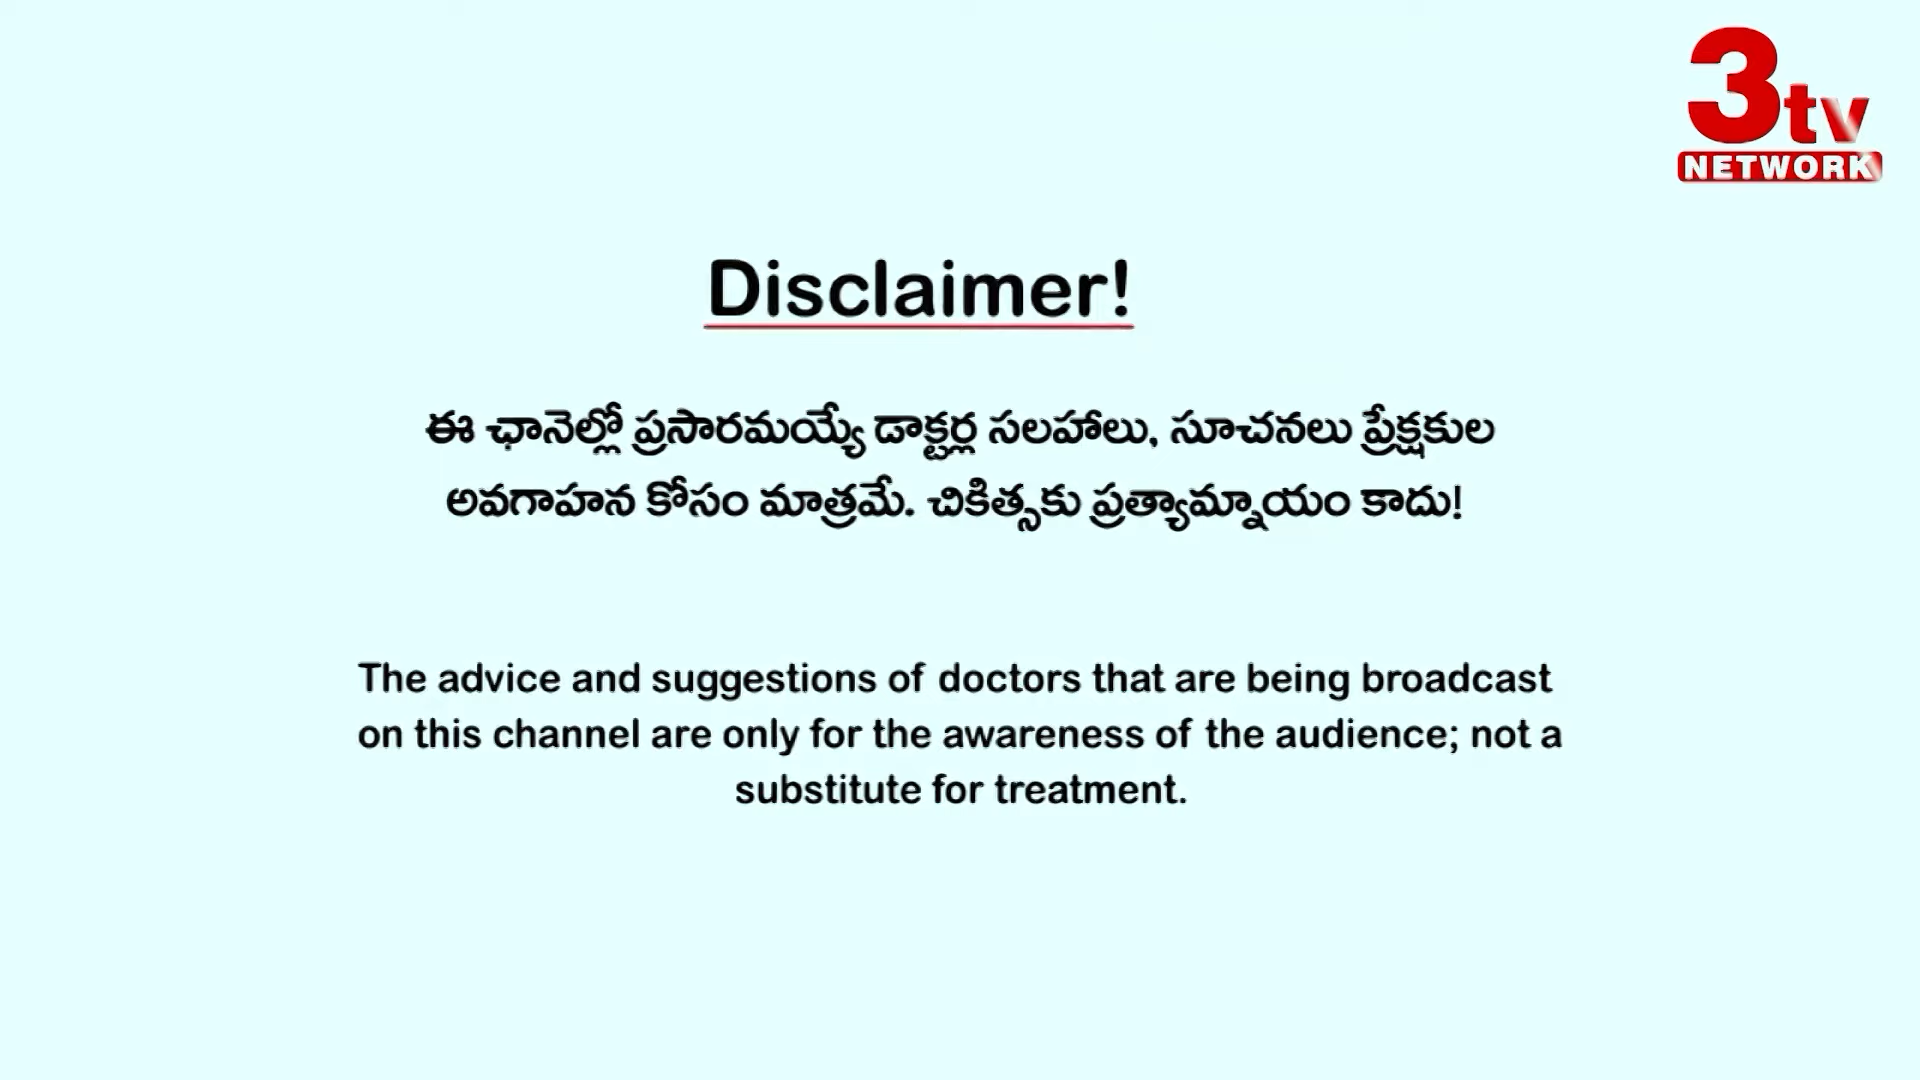 3tv
NETWORK
Disclaimer!
ఈ ఛానెల్లో ప్రసారమయ్యే డాక్టర్ల సలహాలు, సూచనలు ప్రేక్షకుల
అవగాహన కోసం మాత్రమే. చికిత్సకు ప్రత్యామ్నాయం కాదు!
The advice and suggestions of doctors that are being broadcast
on this channel are only for the awareness of the audience; not a
substitute for treatment.